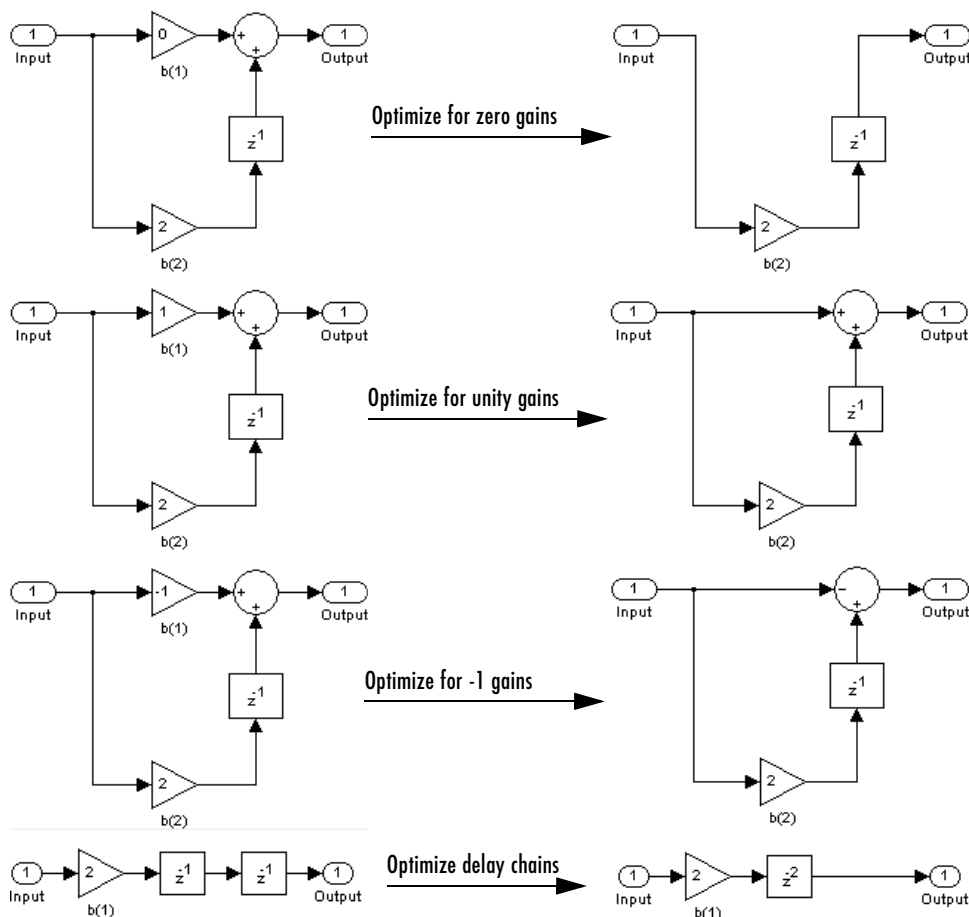 1 0 + 1 1
Input b(1) + Output Input Output
Optimize for zero gains
z-1 z-1
2 2
b(2) b(2)
1 1 + 1 1 + 1
Input b(1) + Output Input + Output
Optimize for unity gains
z-1 z-1
2 2
b(2) b(2)
1 -1 + 1 1 − 1
Input b(1) + Output Input + Output
Optimize for -1 gains
z-1 z-1
2 2
b(2) b(2)
1 2 z-1 z-1 1
Input b(1) Output
Optimize delay chains
1 2 z-2 1
Input b(1) Output